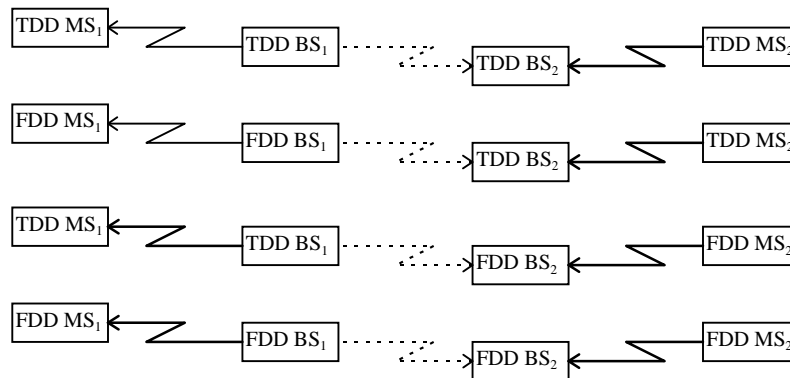 TDD MS₁ TDD BS₁ TDD BS₂ TDD MS₂
FDD MS₁ FDD BS₁ TDD BS₂ TDD MS₂
TDD MS₁ TDD BS₁ FDD BS₂ FDD MS₂
FDD MS₁ FDD BS₁ FDD BS₂ FDD MS₂